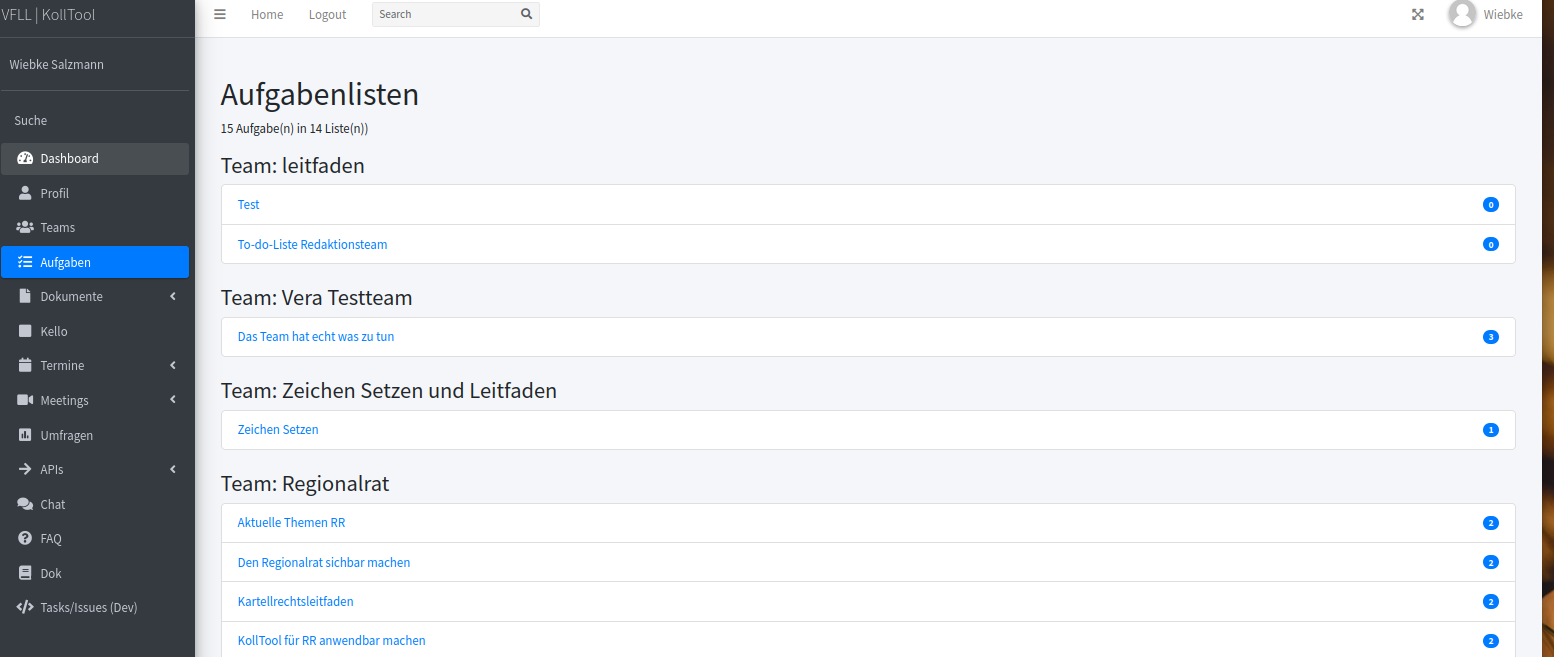 VFLL | KollTool
Home
Logout
Search
Wiebke
Wiebke Salzmann
Suche
Dashboard
Profil
Teams
Aufgaben
Dokumente
Kello
Termine
Meetings
Umfragen
APIs
Chat
FAQ
Dok
Tasks/Issues (Dev)
Aufgabenlisten
15 Aufgabe(n) in 14 Liste(n))
Team: leitfaden
Test 0
To-do-Liste Redaktionsteam 0
Team: Vera Testteam
Das Team hat echt was zu tun 3
Team: Zeichen Setzen und Leitfaden
Zeichen Setzen 1
Team: Regionalrat
Aktuelle Themen RR 2
Den Regionalrat sichbar machen 2
Kartellrechtsleitfaden 2
KollTool für RR anwendbar machen 2